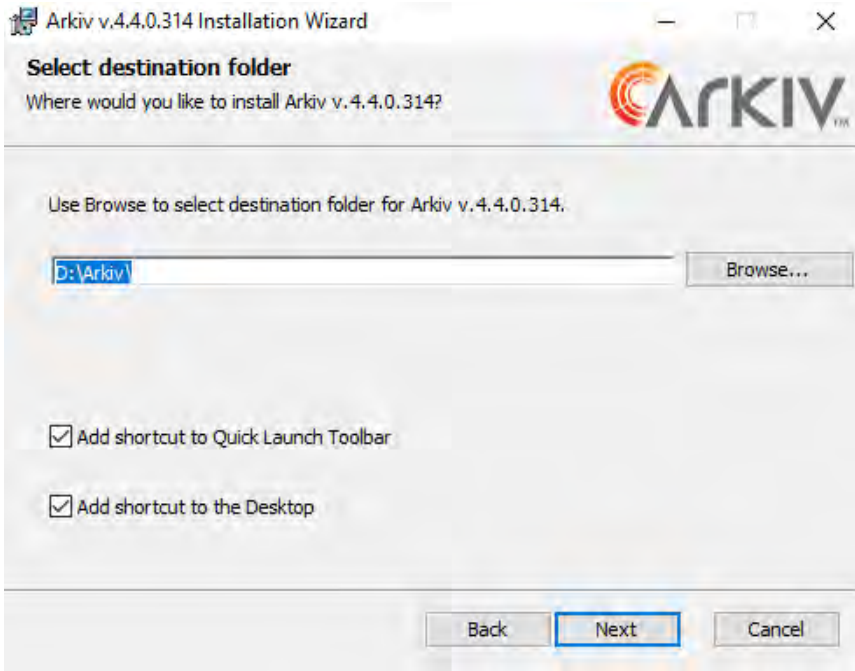 Arkiv v.4.4.0.314 Installation Wizard
Select destination folder
Where would you like to install Arkiv v.4.4.0.314?
ARKIV™
Use Browse to select destination folder for Arkiv v.4.4.0.314.
D:\Arkiv\
Browse...
Add shortcut to Quick Launch Toolbar
Add shortcut to the Desktop
Back Next Cancel